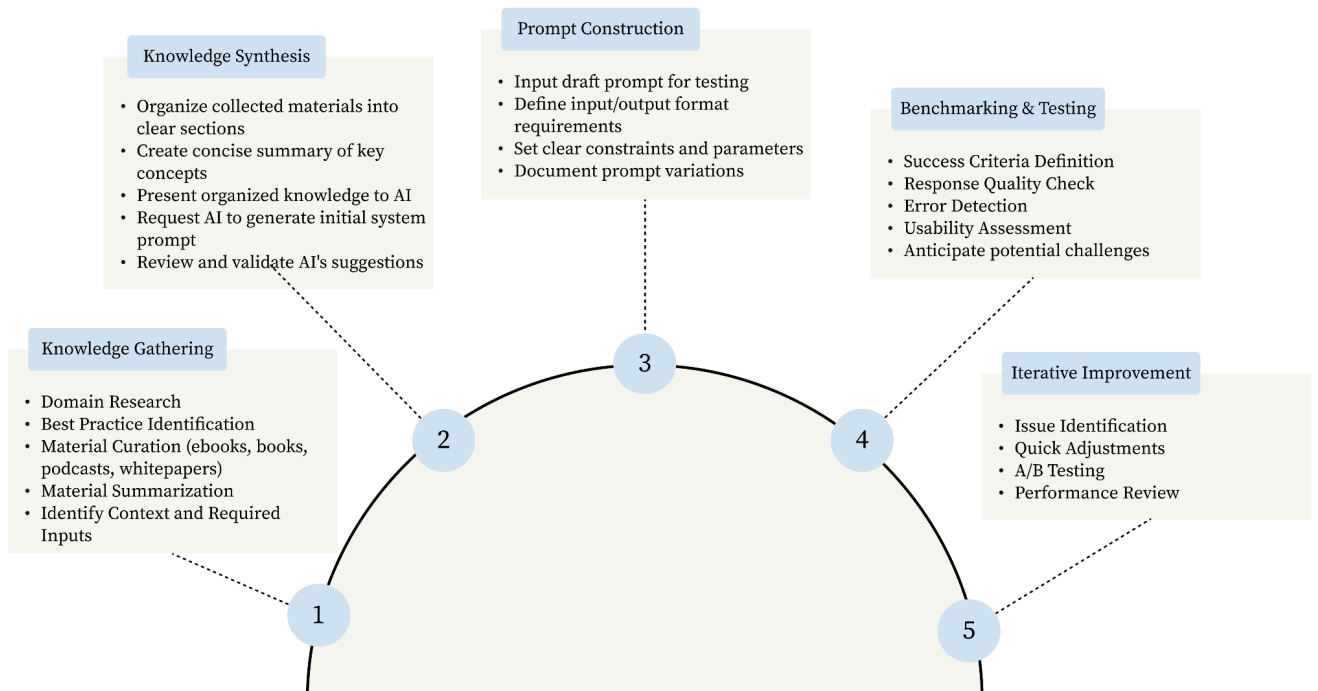 Knowledge Gathering
• Domain Research
• Best Practice Identification
• Material Curation (ebooks, books,
podcasts, whitepapers)
• Material Summarization
• Identify Context and Required
Inputs
1
Knowledge Synthesis
• Organize collected materials into
clear sections
• Create concise summary of key
concepts
• Present organized knowledge to AI
• Request AI to generate initial system
prompt
• Review and validate AI's suggestions
2
Prompt Construction
• Input draft prompt for testing
• Define input/output format
requirements
• Set clear constraints and parameters
• Document prompt variations
3
Benchmarking & Testing
• Success Criteria Definition
• Response Quality Check
• Error Detection
• Usability Assessment
• Anticipate potential challenges
4
Iterative Improvement
• Issue Identification
• Quick Adjustments
• A/B Testing
• Performance Review
5